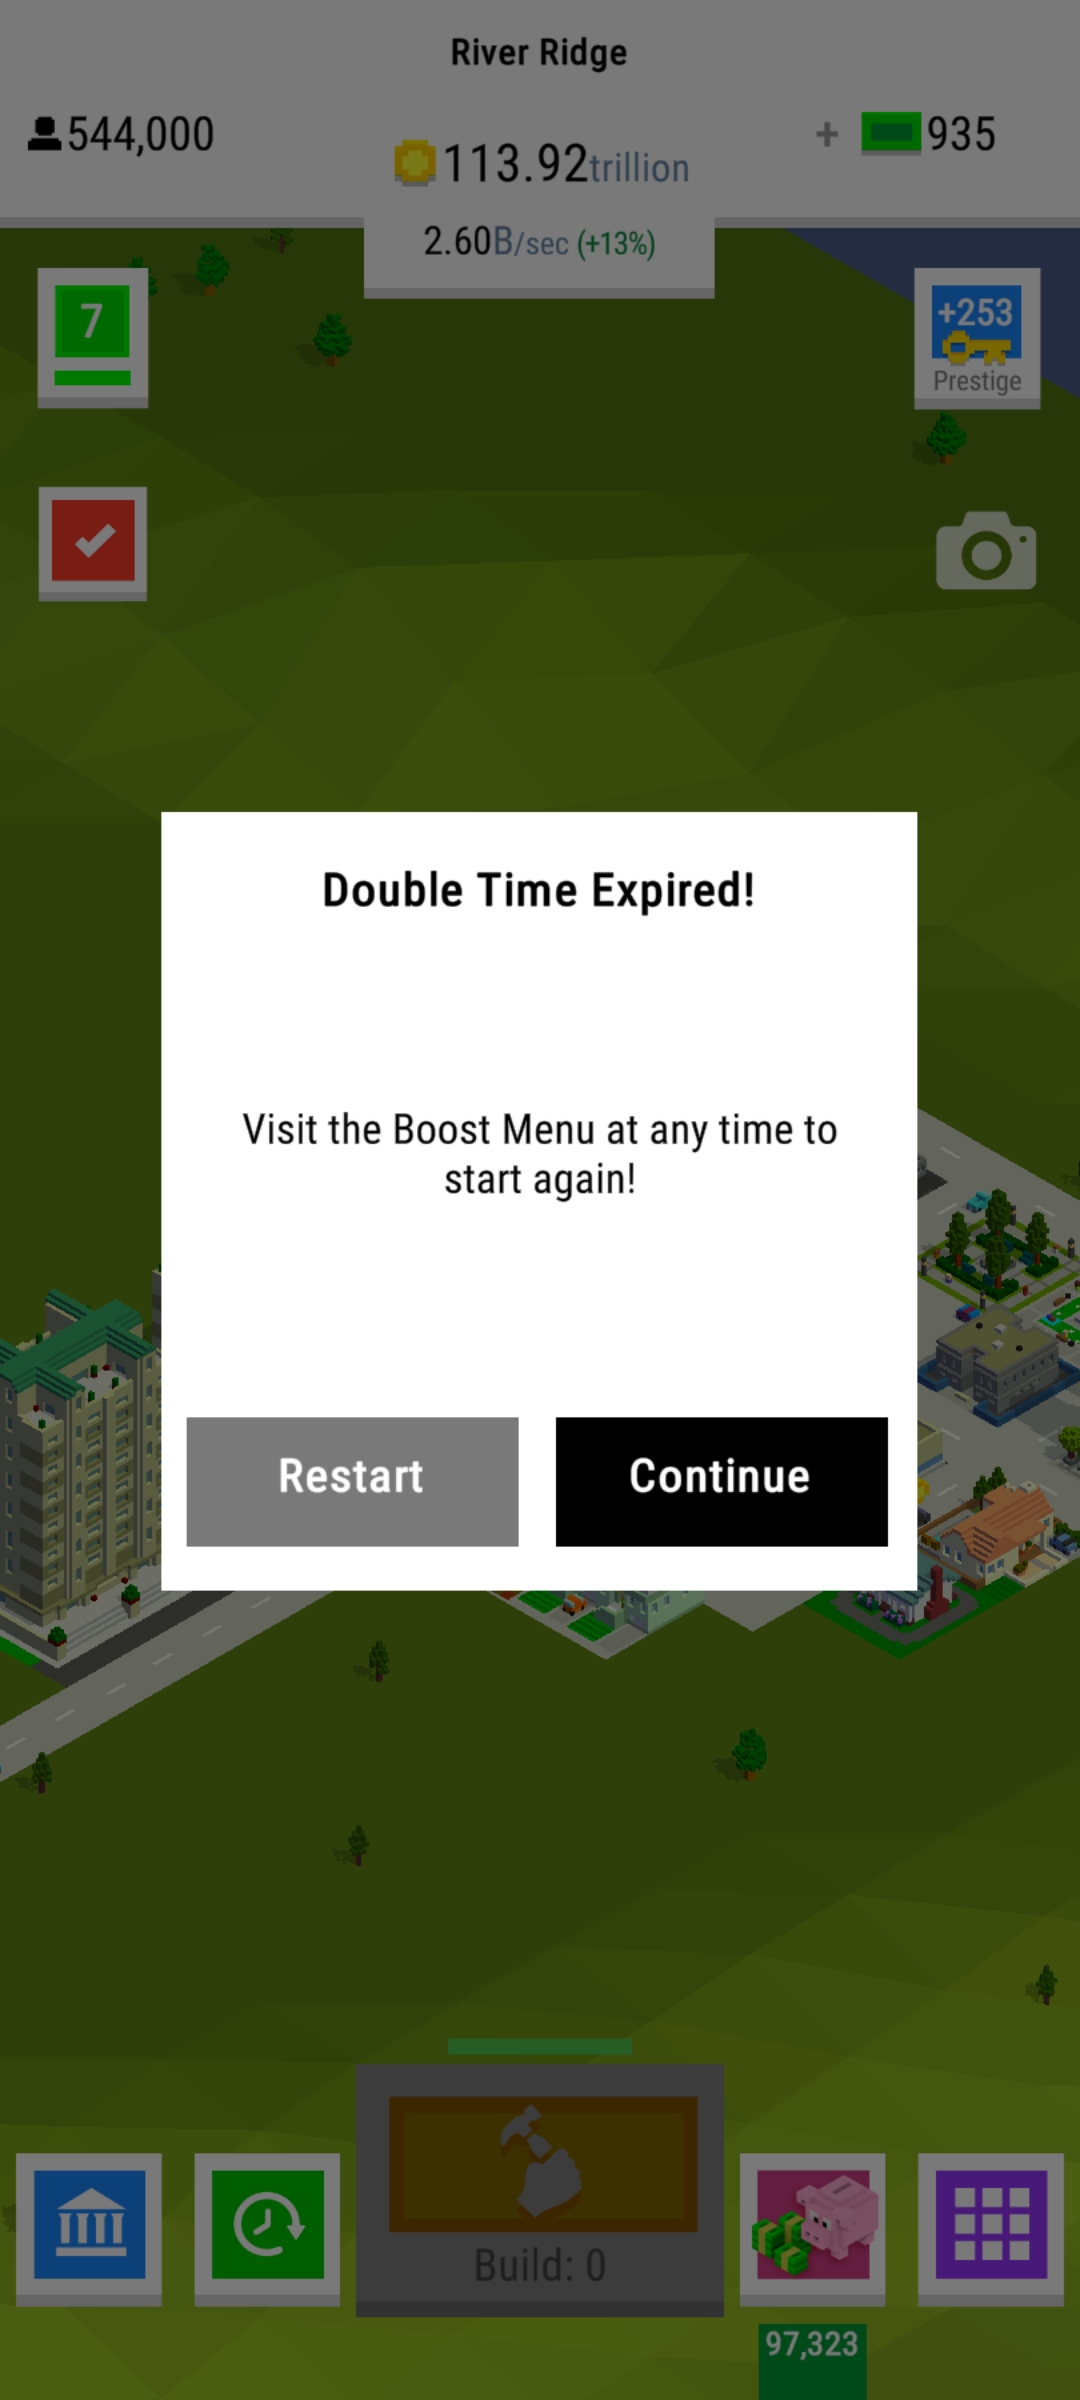 River Ridge
544,000
113.92trillion
+ 935
2.60B/sec (+13%)
7
+253
Prestige
Double Time Expired!
Visit the Boost Menu at any time to
start again!
Restart
Continue
Build: 0
97,323